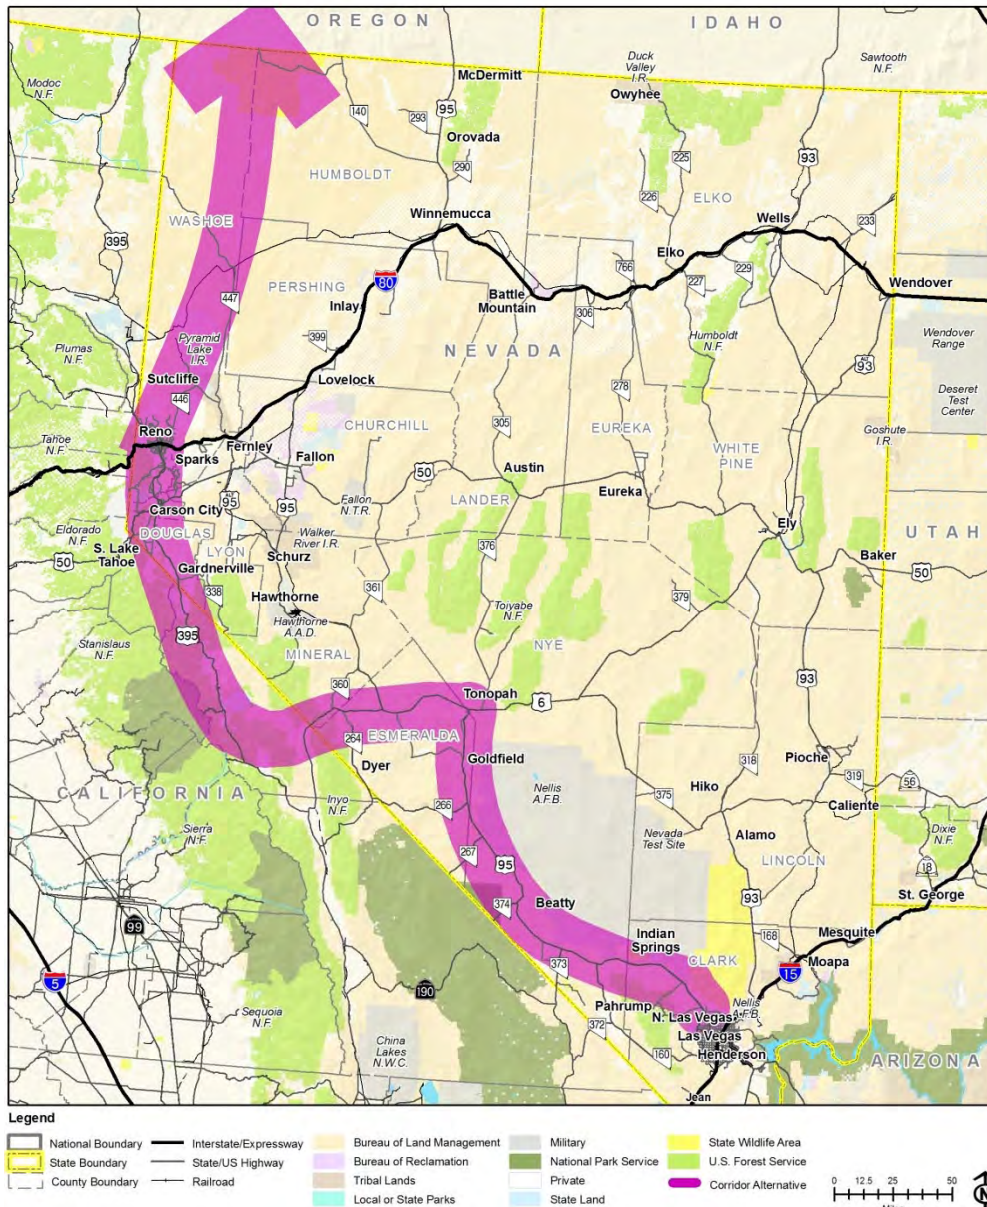 OREGON
IDAHO
Modoc
N.F.
McDermitt
Duck
Valley
I.R.
Owyhee
Sawtooth
N.F.
95
140
293
Orovada
290
225
93
HUMBOLDT
226
ELKO
WASHOE
395
Winnemucca
Wells
233
Elko
80
766
229
227
Wendover
447
PERSHING
Inlay
Battle
Mountain
306
Pyramid
Lake
I.R.
399
NEVADA
Humboldt
N.F.
Wendover
Range
ALT
93
Plumas
N.F.
Sutcliffe
Lovelock
278
Deseret
Test
Center
446
305
CHURCHILL
EUREKA
Goshute
I.R.
Reno
Tahoe
N.F.
Sparks
Fernley
Fallon
WHITE
PINE
50
Austin
Eureka
ALT
95
95
Carson City
Fallon
N.T.R.
LANDER
Ely
UTAH
Eldorado
N.F.
DOUGLAS
50
S. Lake
Tahoe
LYON
Walker
River I.R.
Schurz
376
Baker
50
Gardnerville
338
361
379
Hawthorne
Hawthorne
A.A.D.
Toiyabe
N.F.
395
Stanislaus
N.F.
NYE
MINERAL
93
360
Tonopah
6
ESMERALDA
264
Dyer
Goldfield
318
Pioche
319
56
CALIFORNIA
Nellis
A.F.B.
Inyo
N.F.
266
375
Hiko
Caliente
Sierra
N.F.
Nevada
Test Site
Alamo
Dixie
N.F.
267
95
LINCOLN
18
374
Beatty
93
St. George
99
Indian
Springs
168
Mesquite
373
CLARK
15
Moapa
5
190
Pahrump
Nellis
A.F.B.
Sequoia
N.F.
372
N. Las Vegas
Las Vegas
China
Lakes
N.W.C.
160
Henderson
ARIZONA
Jean
Legend
National Boundary
Interstate/Expressway
Bureau of Land Management
Military
State Wildlife Area
State Boundary
State/US Highway
Bureau of Reclamation
National Park Service
U.S. Forest Service
County Boundary
Railroad
Tribal Lands
Private
Corridor Alternative
Local or State Parks
State Land
0 12.5 25 50
Miles
N